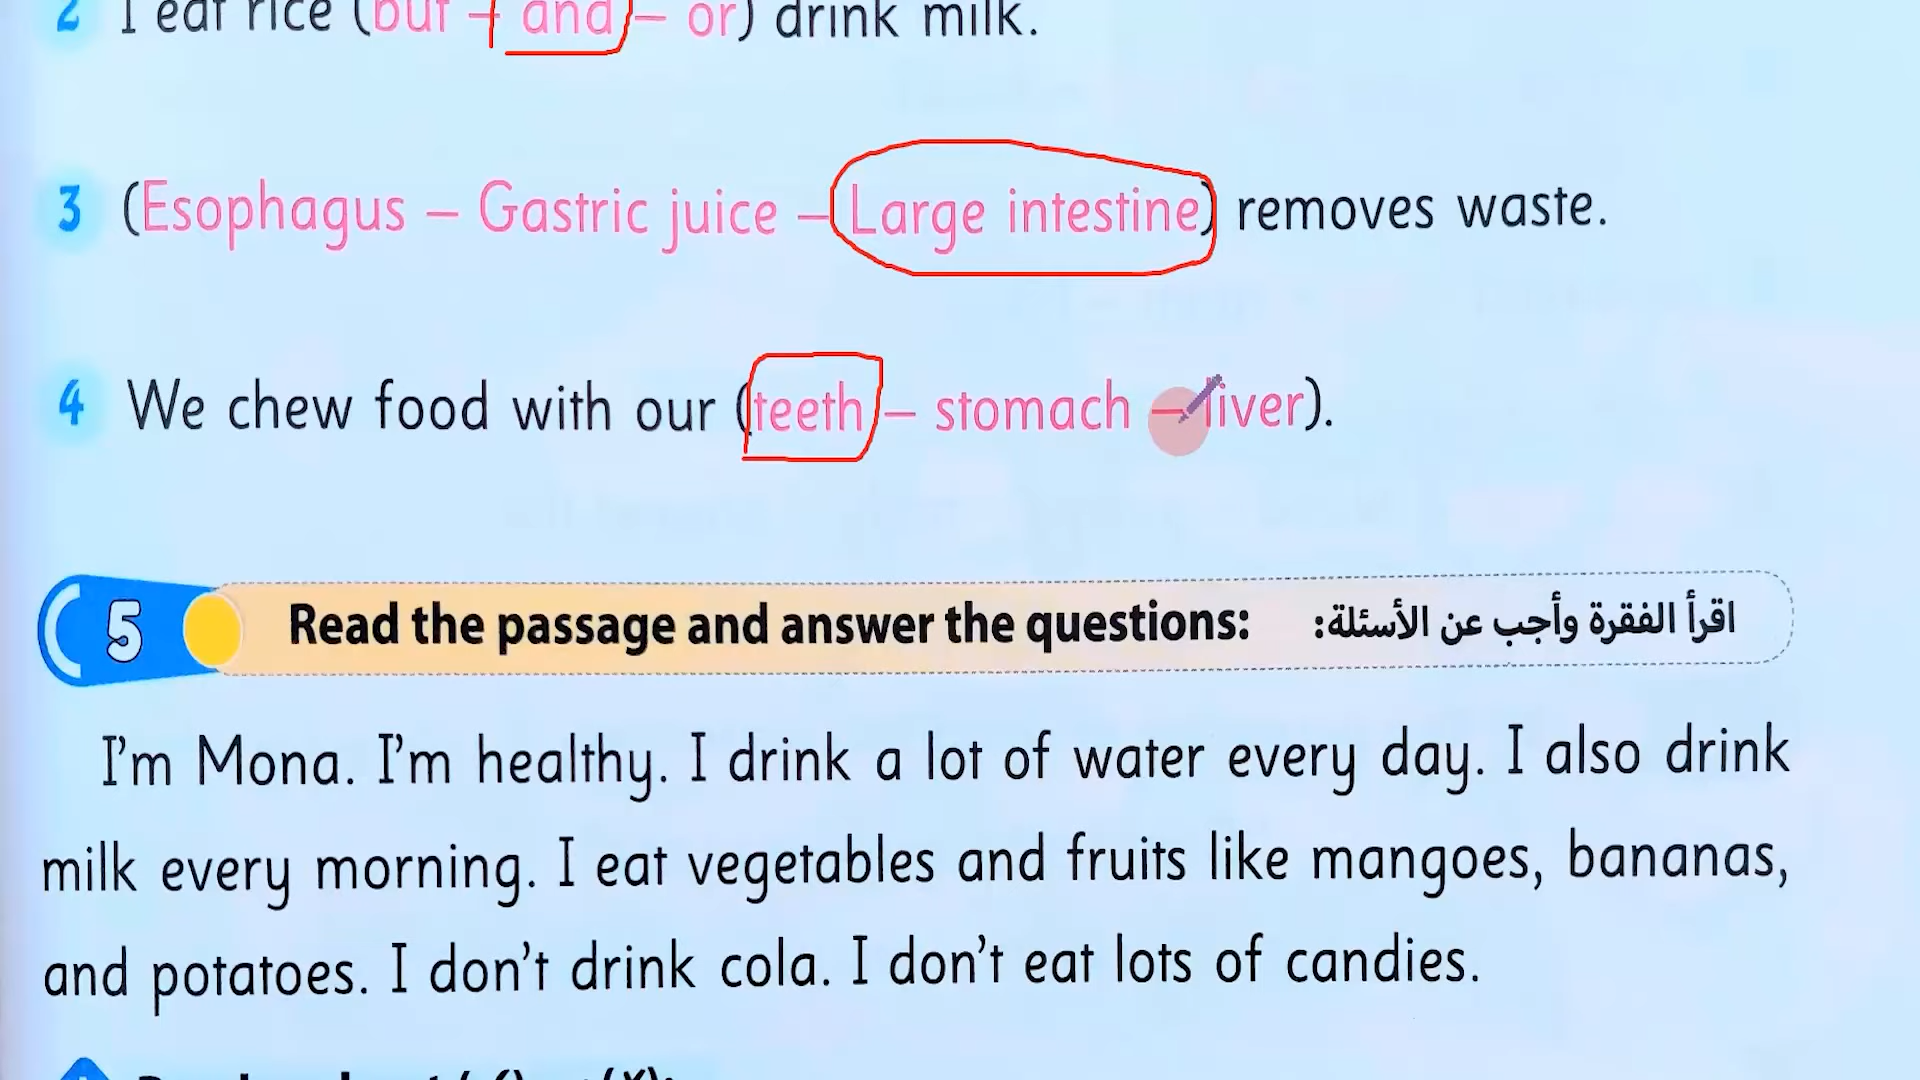 2 I eat rice (but – and – or) drink milk.
3 (Esophagus – Gastric juice – Large intestine) removes waste.
4 We chew food with our (teeth – stomach – liver).
5 Read the passage and answer the questions: اقرأ الفقرة وأجب عن الأسئلة:
I'm Mona. I'm healthy. I drink a lot of water every day. I also drink
milk every morning. I eat vegetables and fruits like mangoes, bananas,
and potatoes. I don't drink cola. I don't eat lots of candies.